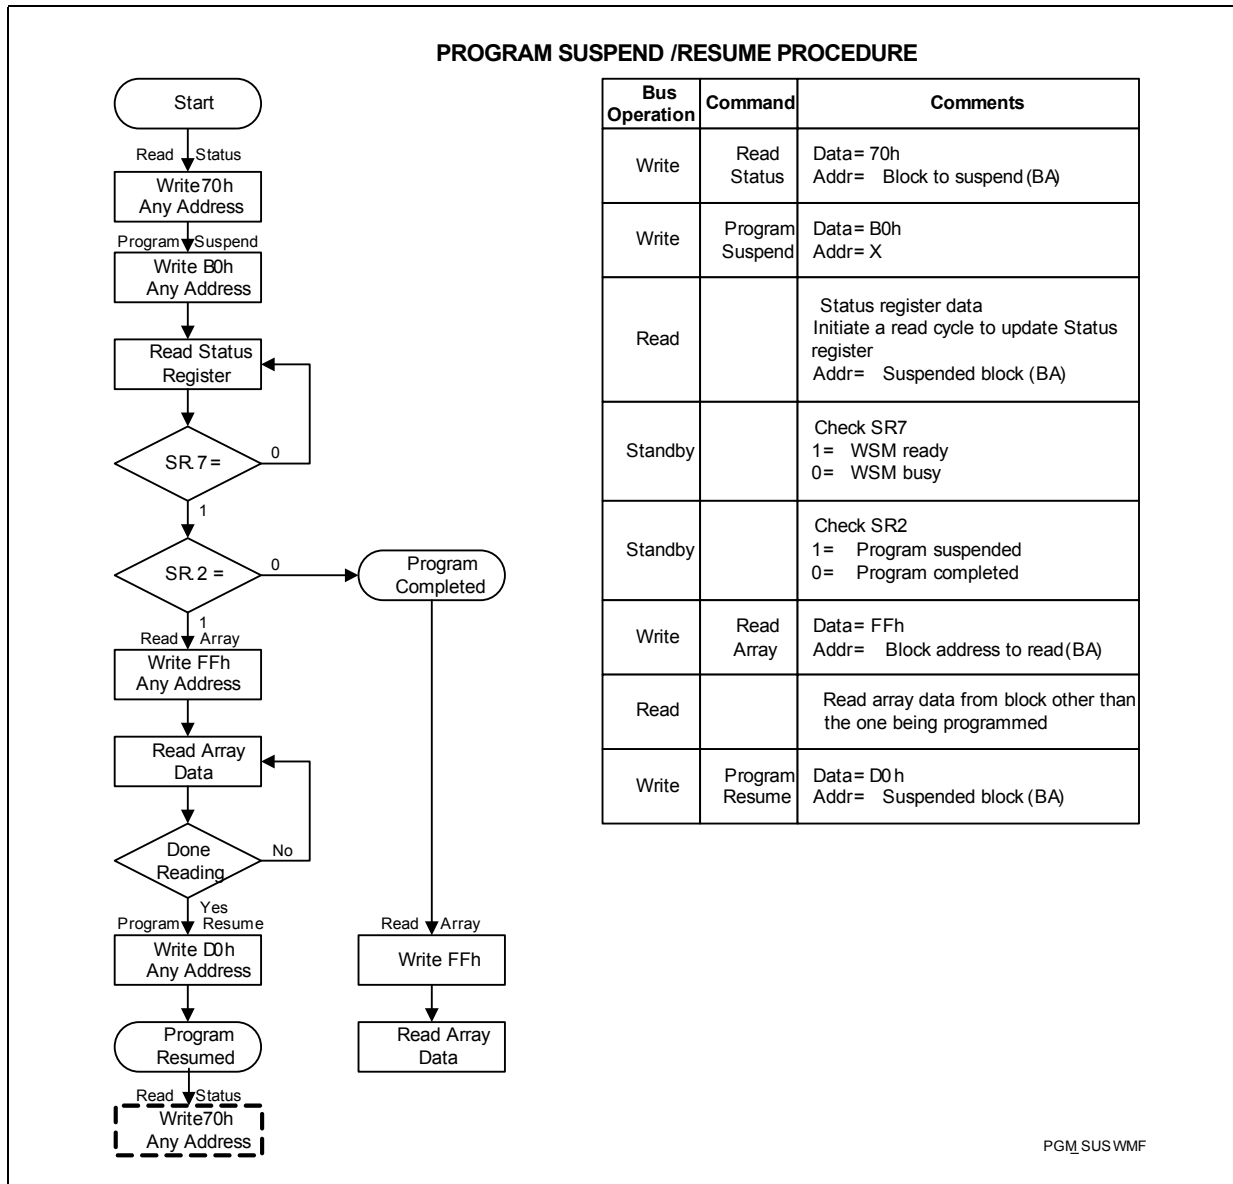 PROGRAM SUSPEND /RESUME PROCEDURE
Start
Read Status
Write70h
Any Address
Program Suspend
Write B0h
Any Address
Read Status
Register
SR.7 =
0
1
SR.2 =
0
Program
Completed
1
Read Array
Write FFh
Any Address
Read Array
Data
Done
Reading
No
Yes
Program Resume
Write D0h
Any Address
Program
Resumed
Read Status
Write70h
Any Address
Read Array
Write FFh
Read Array
Data
Bus
Operation
Command
Comments
Write
Read
Status
Data= 70h
Addr= Block to suspend (BA)
Write
Program
Suspend
Data= B0h
Addr= X
Read
Status register data
Initiate a read cycle to update Status
register
Addr= Suspended block (BA)
Standby
Check SR7
1= WSM ready
0= WSM busy
Standby
Check SR2
1= Program suspended
0= Program completed
Write
Read
Array
Data= FFh
Addr= Block address to read (BA)
Read
Read array data from block other than
the one being programmed
Write
Program
Resume
Data= D0h
Addr= Suspended block (BA)
PGM_SUS WMF